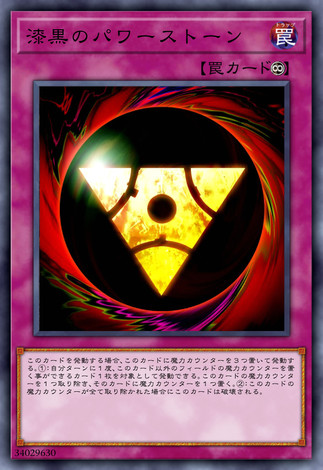 漆黒のパワーストーン
トラップ
罠
【罠カード】
このカードを発動する場合、このカードに魔力カウンターを３つ置いて発動す
る。①：自分ターンに１度、このカード以外のフィールドの魔力カウンターを置
く事ができるカード１枚を対象として発動できる。このカードの魔力カウンタ
ーを１つ取り除き、そのカードに魔力カウンターを１つ置く。②：このカードの
魔力カウンターが全て取り除かれた場合にこのカードは破壊される。
34029630